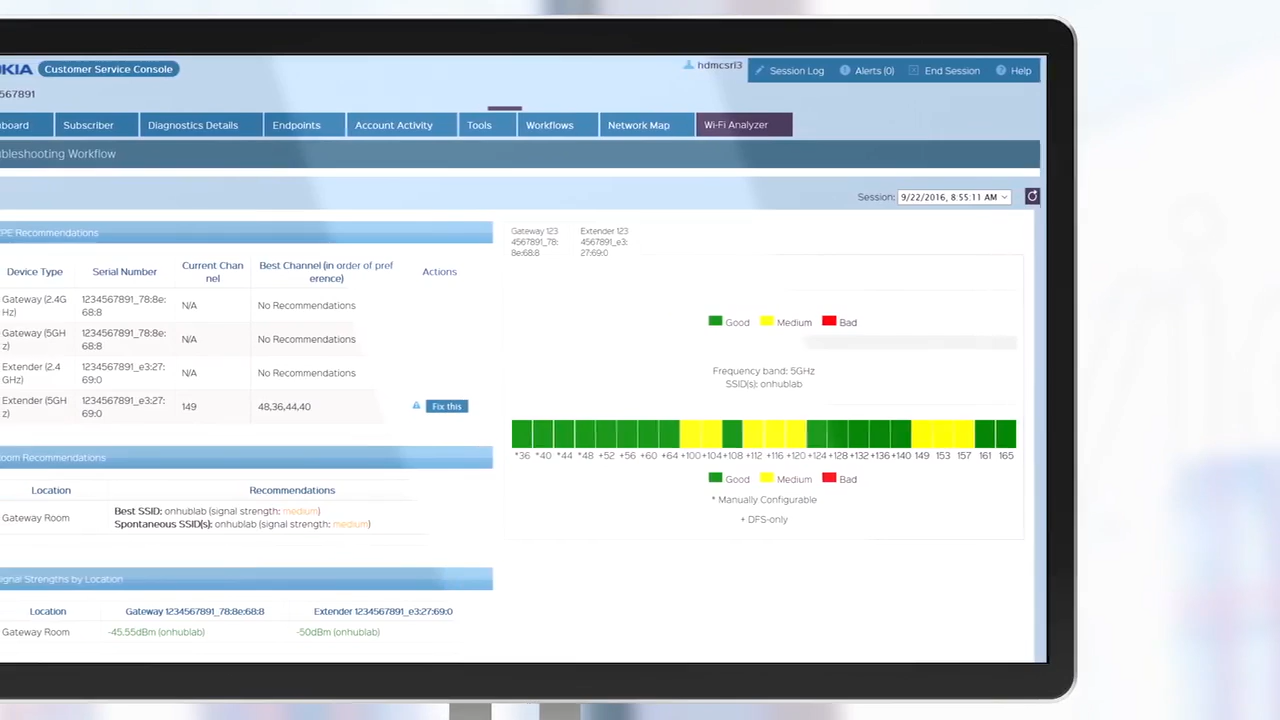 OKIA Customer Service Console
hdmcsrl3
Session Log
Alerts (0)
End Session
Help
567891
board
Subscriber
Diagnostics Details
Endpoints
Account Activity
Tools
Workflows
Network Map
Wi-Fi Analyzer
ubleshooting Workflow
Session: 9/22/2016, 8:55:11 AM
PE Recommendations
Device Type
Serial Number
Current Chan
nel
Best Channel (in order of pref
erence)
Actions
Gateway (2.4G
Hz)
1234567891_78:8e:
68:8
N/A
No Recommendations
Gateway (5GH
z)
1234567891_78:8e:
68:8
N/A
No Recommendations
Extender (2.4
GHz)
1234567891_e3:27:
69:0
N/A
No Recommendations
Extender (5GH
z)
1234567891_e3:27:
69:0
149
48,36,44,40
Fix this
oom Recommendations
Location
Recommendations
Gateway Room
Best SSID: onhublab (signal strength: medium)
Spontaneous SSID(s): onhublab (signal strength: medium)
ignal Strengths by Location
Location
Gateway 1234567891_78:8e:68:8
Extender 1234567891_e3:27:69:0
Gateway Room
-45.55dBm (onhublab)
-50dBm (onhublab)
Gateway 123
4567891_78:
8e:68:8
Extender 123
4567891_e3:
27:69:0
Good Medium Bad
Frequency band: 5GHz
SSID(s): onhublab
*36 *40 *44 *48 +52 +56 +60 +64 +100 +104 +108 +112 +116 +120 +124 +128 +132 +136 +140 149 153 157 161 165
Good Medium Bad
* Manually Configurable
+ DFS-only